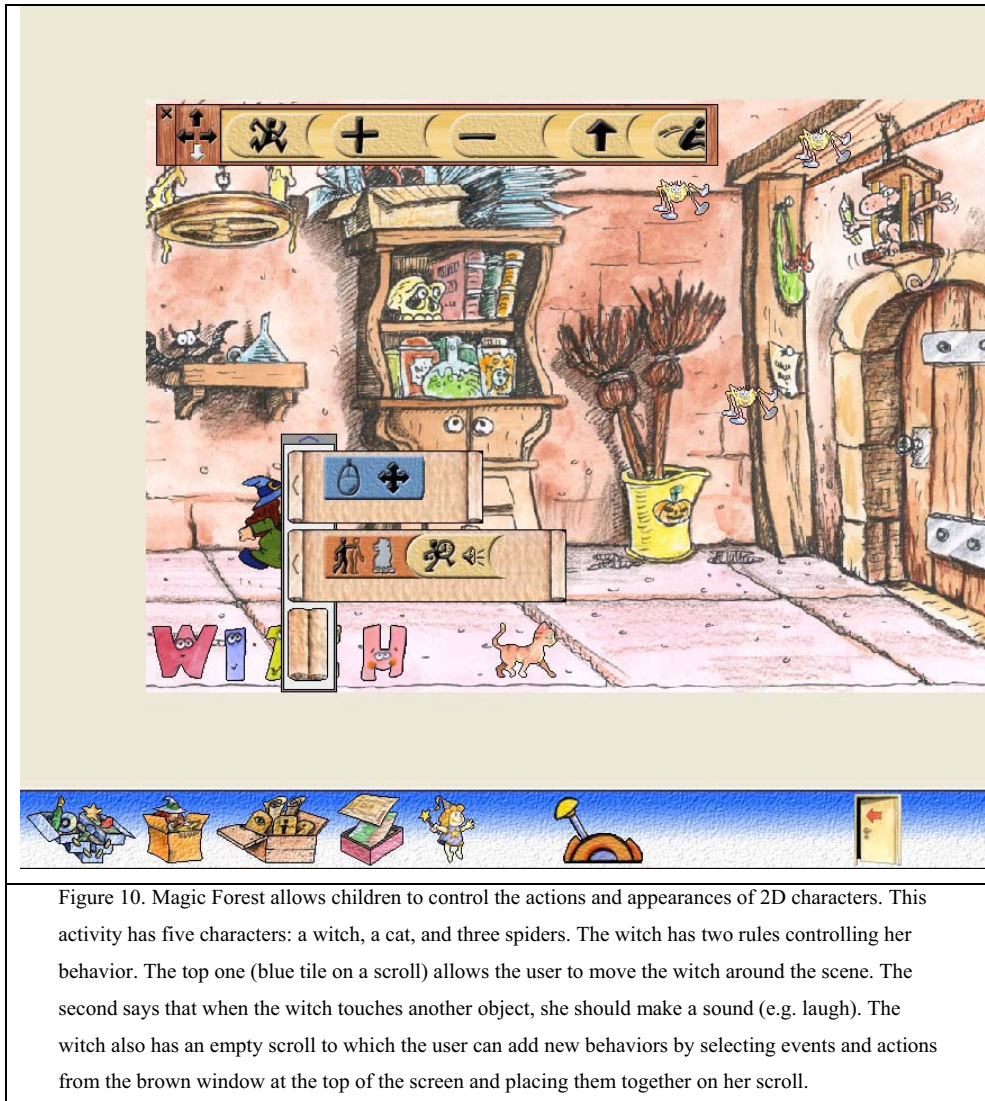 W I T H
Figure 10. Magic Forest allows children to control the actions and appearances of 2D characters. This
activity has five characters: a witch, a cat, and three spiders. The witch has two rules controlling her
behavior. The top one (blue tile on a scroll) allows the user to move the witch around the scene. The
second says that when the witch touches another object, she should make a sound (e.g. laugh). The
witch also has an empty scroll to which the user can add new behaviors by selecting events and actions
from the brown window at the top of the screen and placing them together on her scroll.